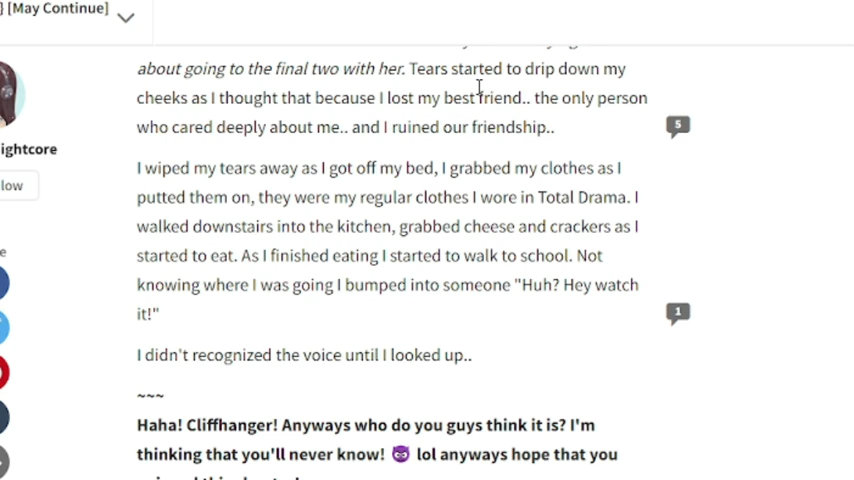 } [May Continue]
about going to the final two with her. Tears started to drip down my
cheeks as I thought that because I lost my best friend.. the only person
who cared deeply about me.. and I ruined our friendship..
5
ightcore
low
I wiped my tears away as I got off my bed, I grabbed my clothes as I
putted them on, they were my regular clothes I wore in Total Drama. I
walked downstairs into the kitchen, grabbed cheese and crackers as I
started to eat. As I finished eating I started to walk to school. Not
knowing where I was going I bumped into someone "Huh? Hey watch
it!"
1
I didn't recognized the voice until I looked up..
~~~
Haha! Cliffhanger! Anyways who do you guys think it is? I'm
thinking that you'll never know! 😈 lol anyways hope that you